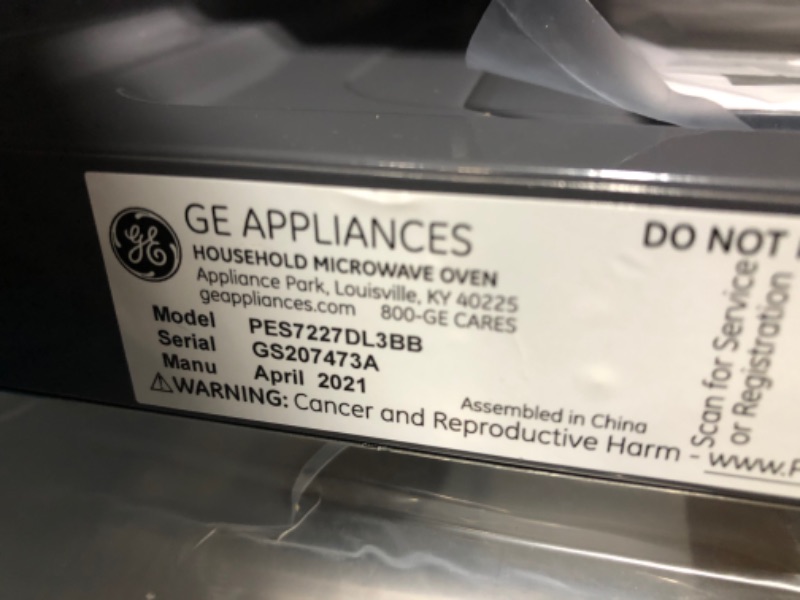 GE
GE APPLIANCES
HOUSEHOLD MICROWAVE OVEN
Appliance Park, Louisville, KY 40225
geappliances.com 800-GE CARES
Model PES7227DL3BB
Serial GS207473A
Manu April 2021
Assembled in China
⚠WARNING: Cancer and Reproductive Harm - www.
DO NOT
Scan for Service
or Registration